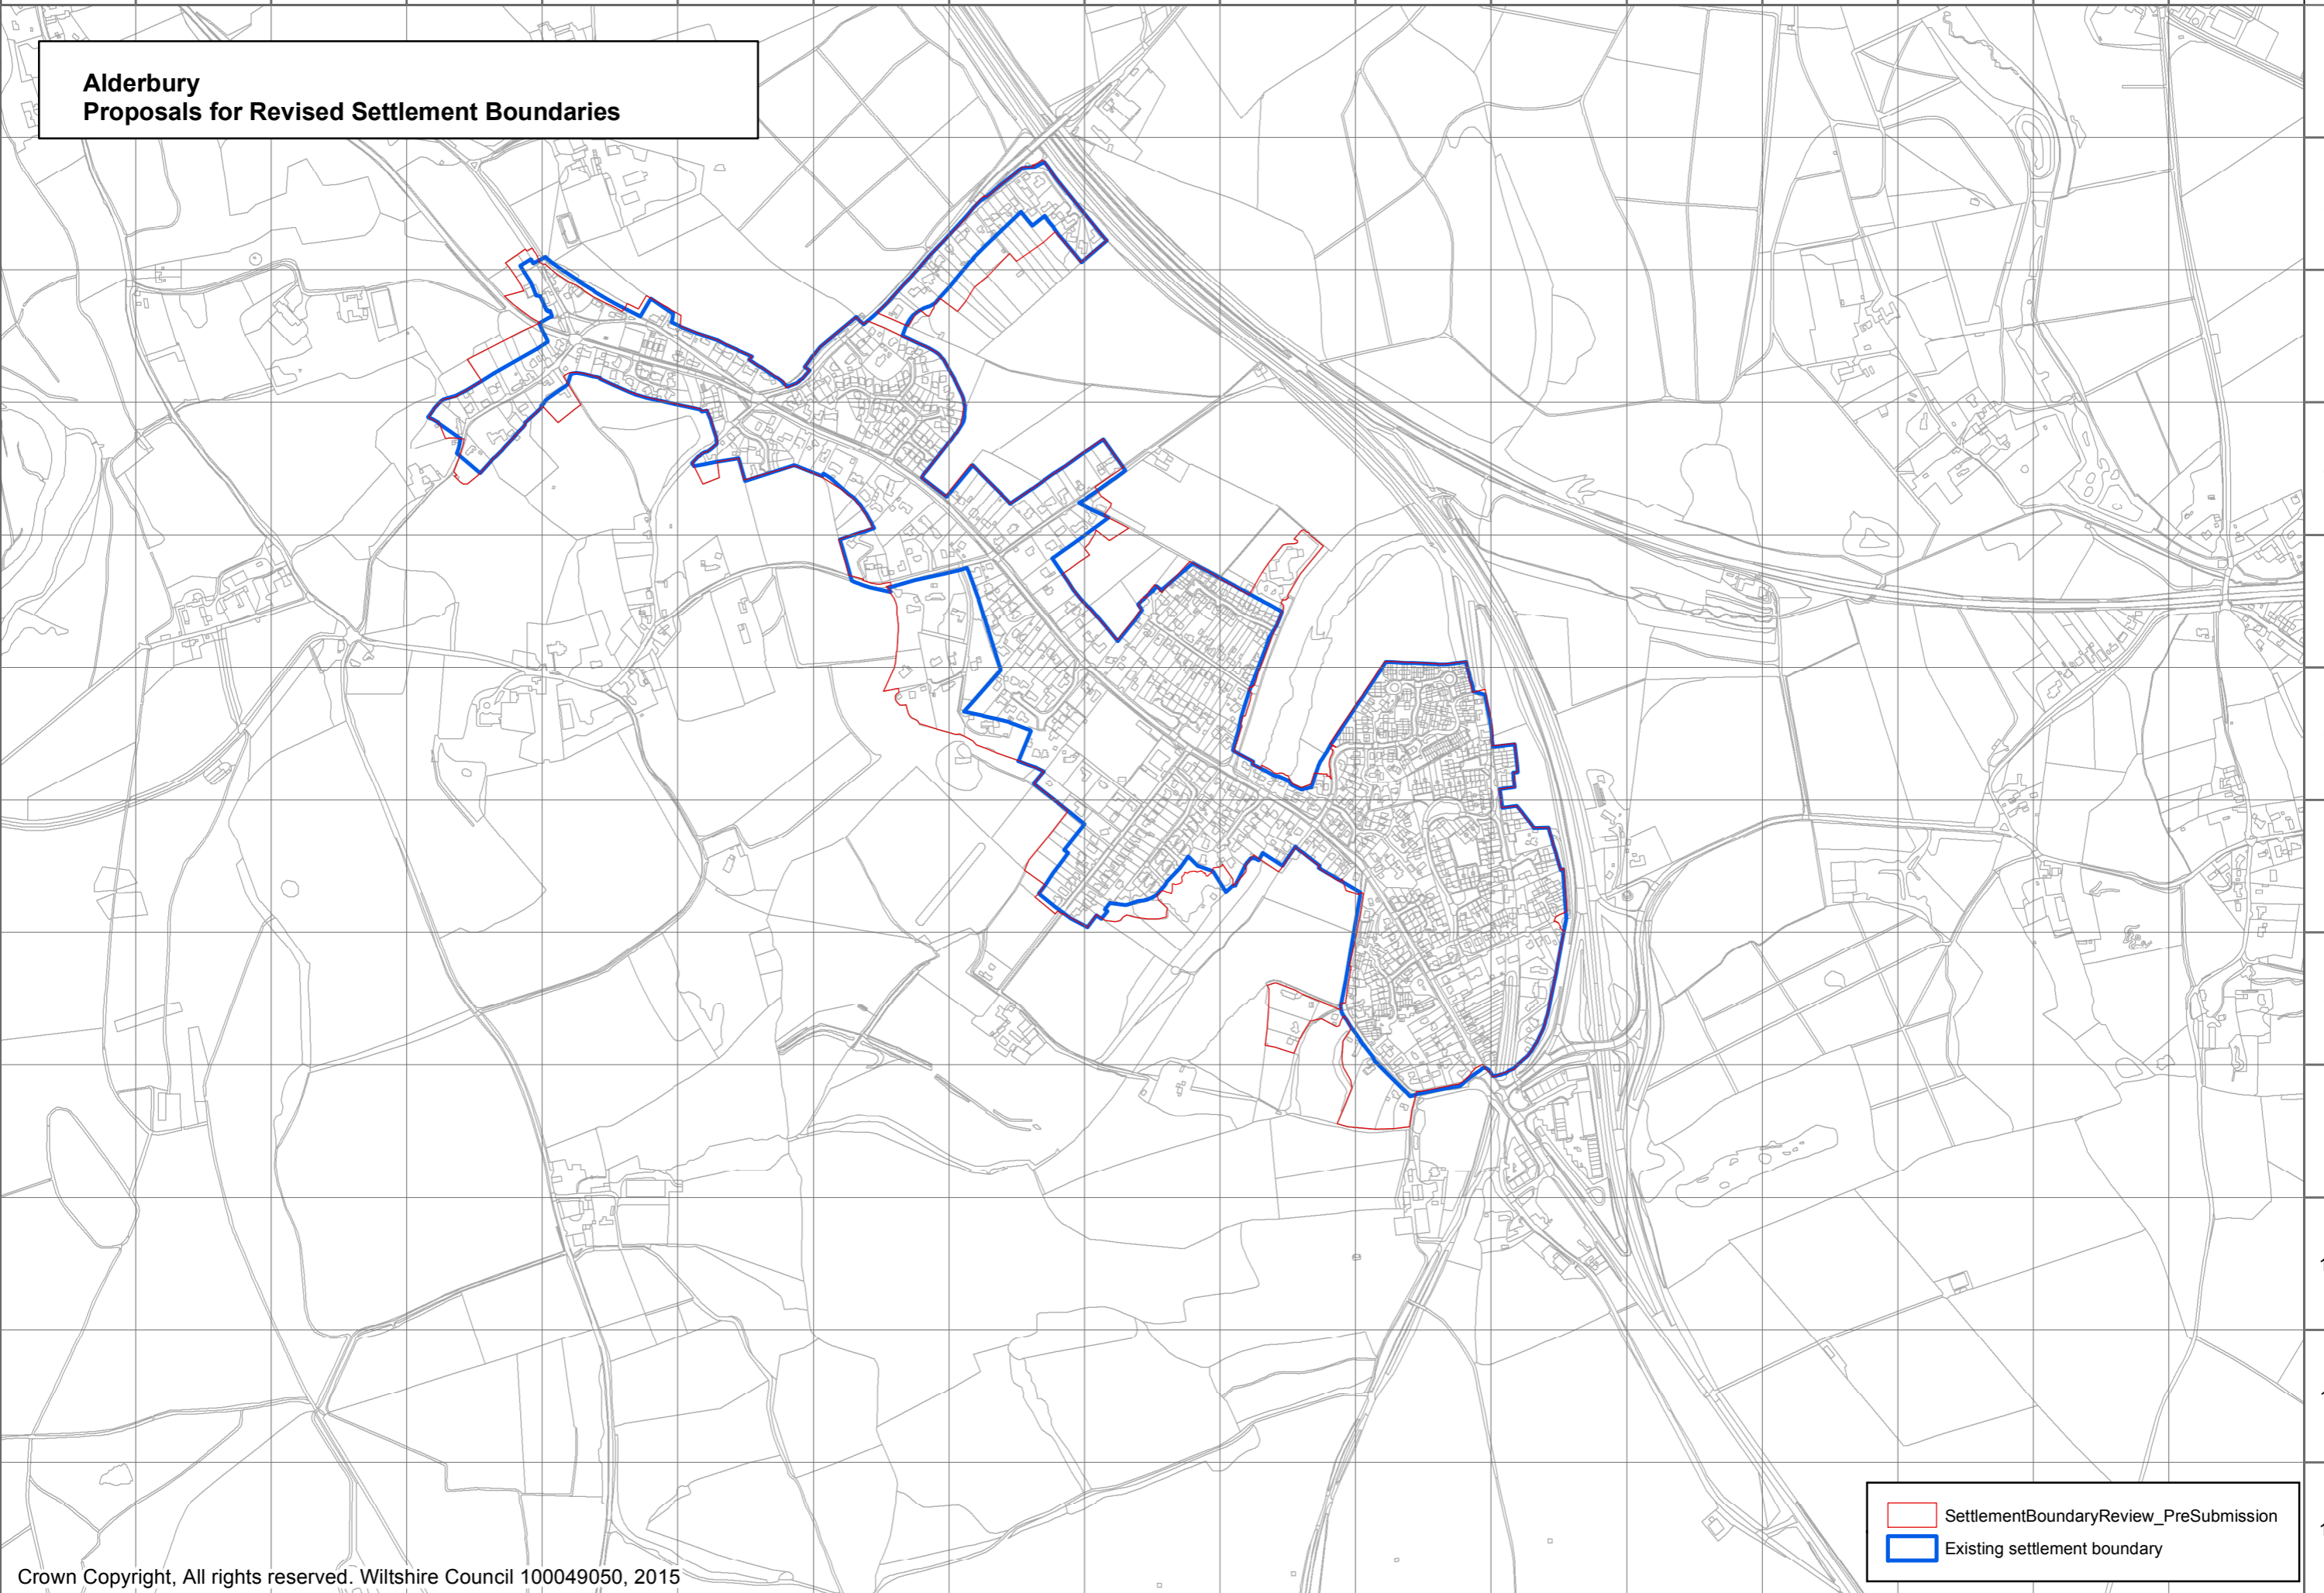 Alderbury
Proposals for Revised Settlement Boundaries
SettlementBoundaryReview_PreSubmission
Existing settlement boundary
Crown Copyright, All rights reserved. Wiltshire Council 100049050, 2015